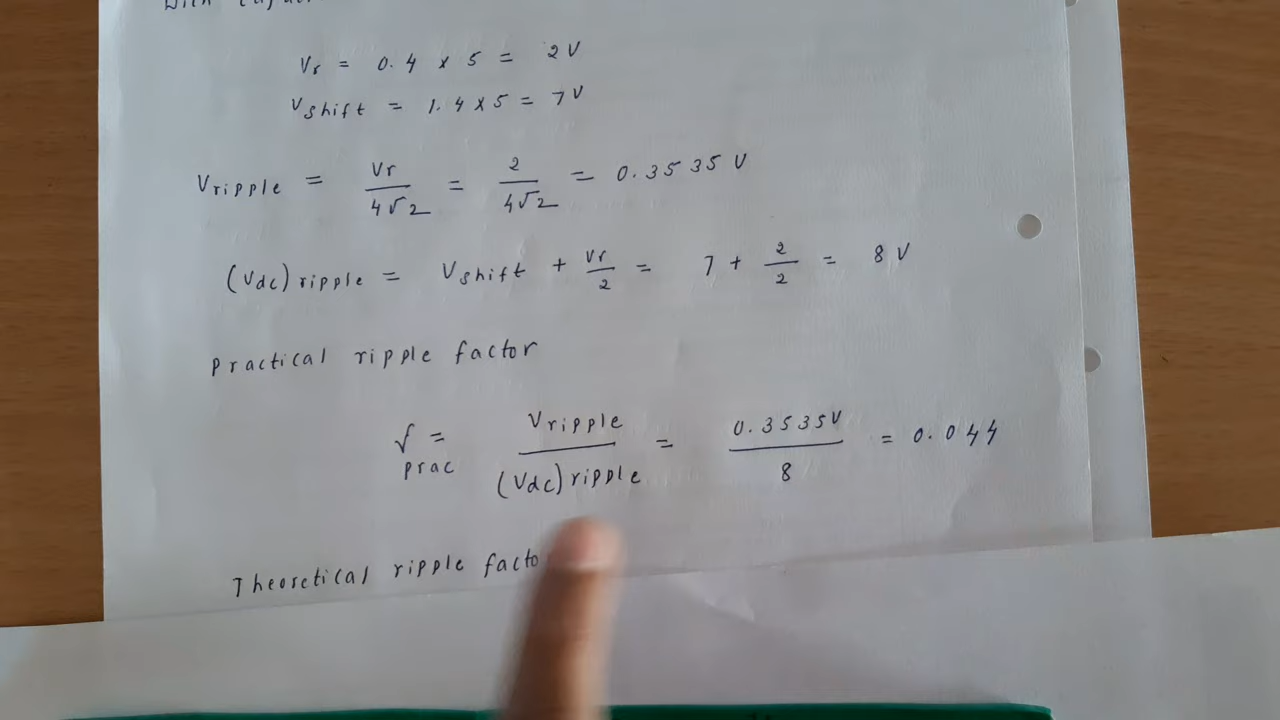 With
Vr = 0.4 x 5 = 2V
Vshift = 1.4 x 5 = 7V
Vripple = Vr / 4√2 = 2 / 4√2 = 0.3535 V
(Vdc)ripple = Vshift + Vr/2 = 7 + 2/2 = 8 V
Practical ripple factor
√prac = Vripple / (Vdc)ripple = 0.3535V / 8 = 0.044
Theoretical ripple